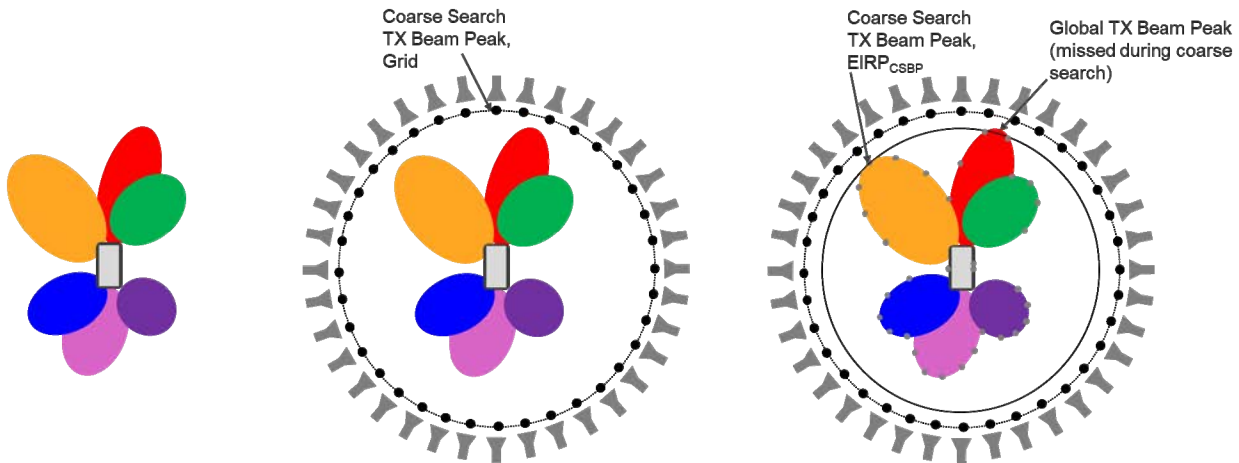 Coarse Search
TX Beam Peak,
Grid
Coarse Search
TX Beam Peak,
EIRPCSBP
Global TX Beam Peak
(missed during coarse
search)